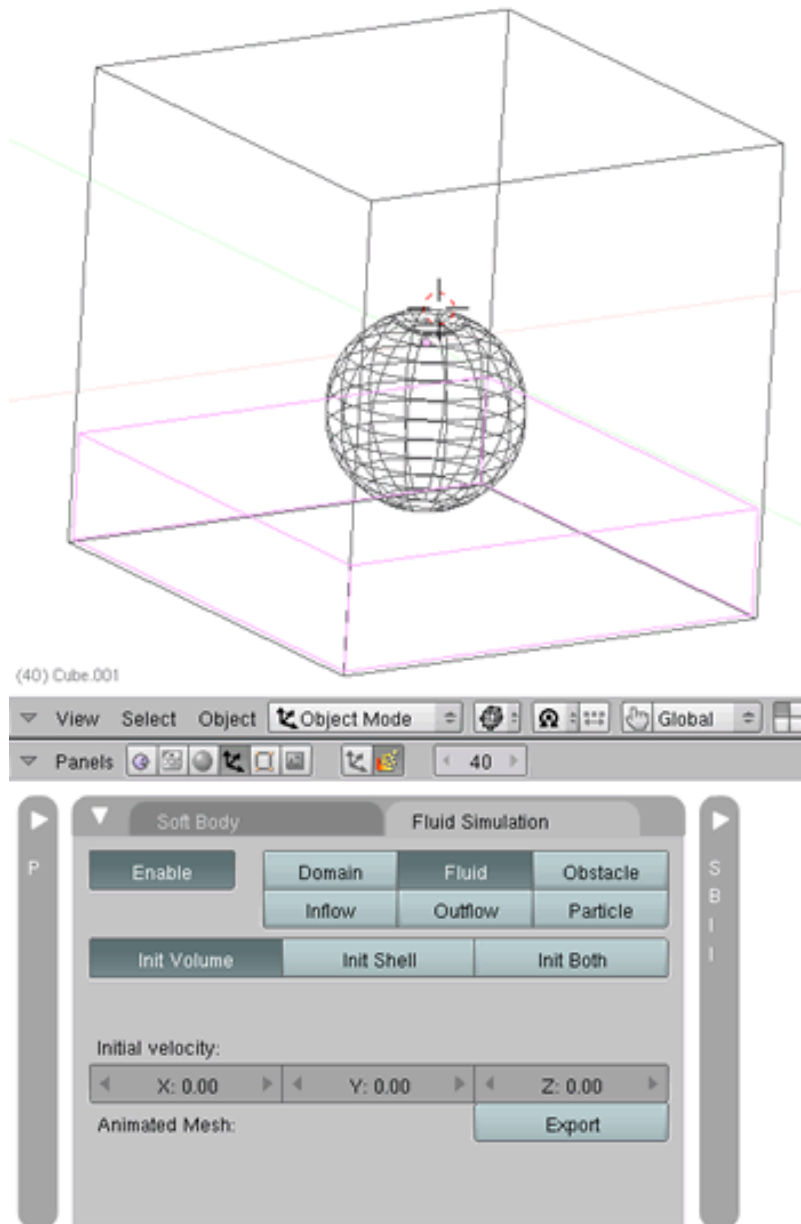 (40) Cube.001
View Select Object Object Mode Global
Panels 40
Soft Body Fluid Simulation
P
S
B
I
I
Enable Domain Fluid Obstacle
Inflow Outflow Particle
Init Volume Init Shell Init Both
Initial velocity:
X: 0.00 Y: 0.00 Z: 0.00
Animated Mesh: Export